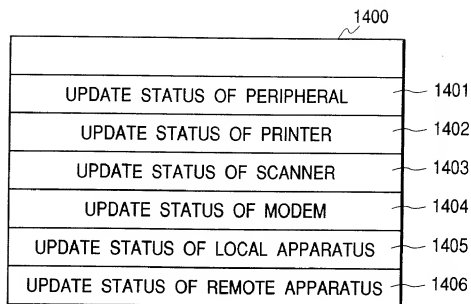 1400
UPDATE STATUS OF PERIPHERAL 1401
UPDATE STATUS OF PRINTER 1402
UPDATE STATUS OF SCANNER 1403
UPDATE STATUS OF MODEM 1404
UPDATE STATUS OF LOCAL APPARATUS 1405
UPDATE STATUS OF REMOTE APPARATUS 1406